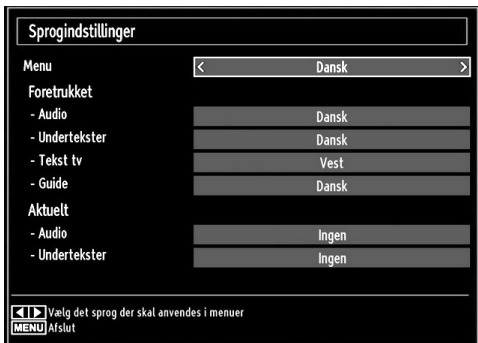 Sprogindstillinger
Menu < Dansk >
Foretrukket
- Audio Dansk
- Undertekster Dansk
- Tekst tv Vest
- Guide Dansk
Aktuelt
- Audio Ingen
- Undertekster Ingen
Vælg det sprog der skal anvendes i menuer
MENU Afslut